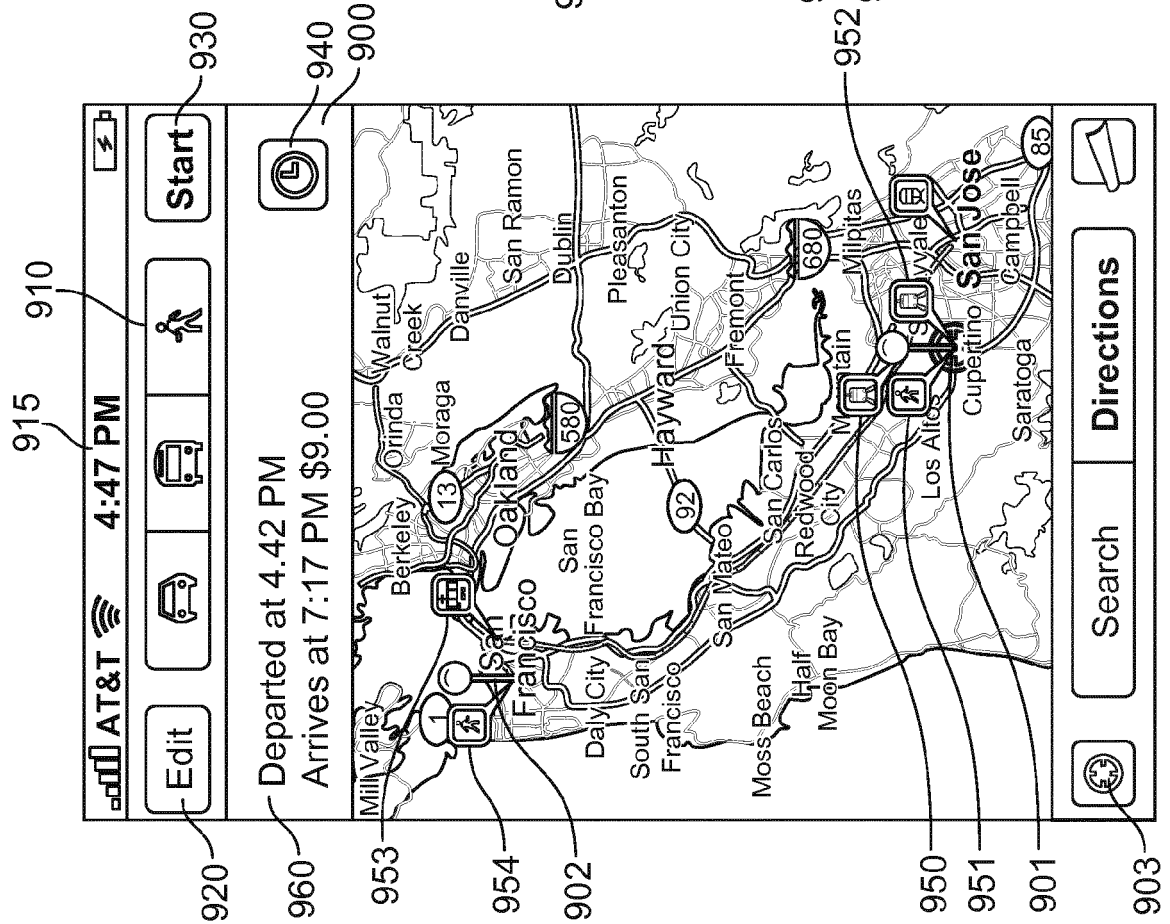 915
910
AT&T 4:47 PM
Edit
Start
930
920
Departed at 4.42 PM
Arrives at 7:17 PM $9.00
940
900
960
Mill Valley
Berkeley
Orinda
Walnut
Creek
Moraga
Danville
San Ramon
13
1
Oakland
580
Dublin
San
Francisco
San
Francisco Bay
Pleasanton
Daly City
South San
Francisco
Hayward
Union City
92
San Mateo
Fremont
680
Moss Beach
Half
Moon Bay
San Carlos
Redwood
City
Milpitas
Los Altos
San Jose
Cupertino
Campbell
Saratoga
85
953
954
902
952
950
951
901
903
Search
Directions